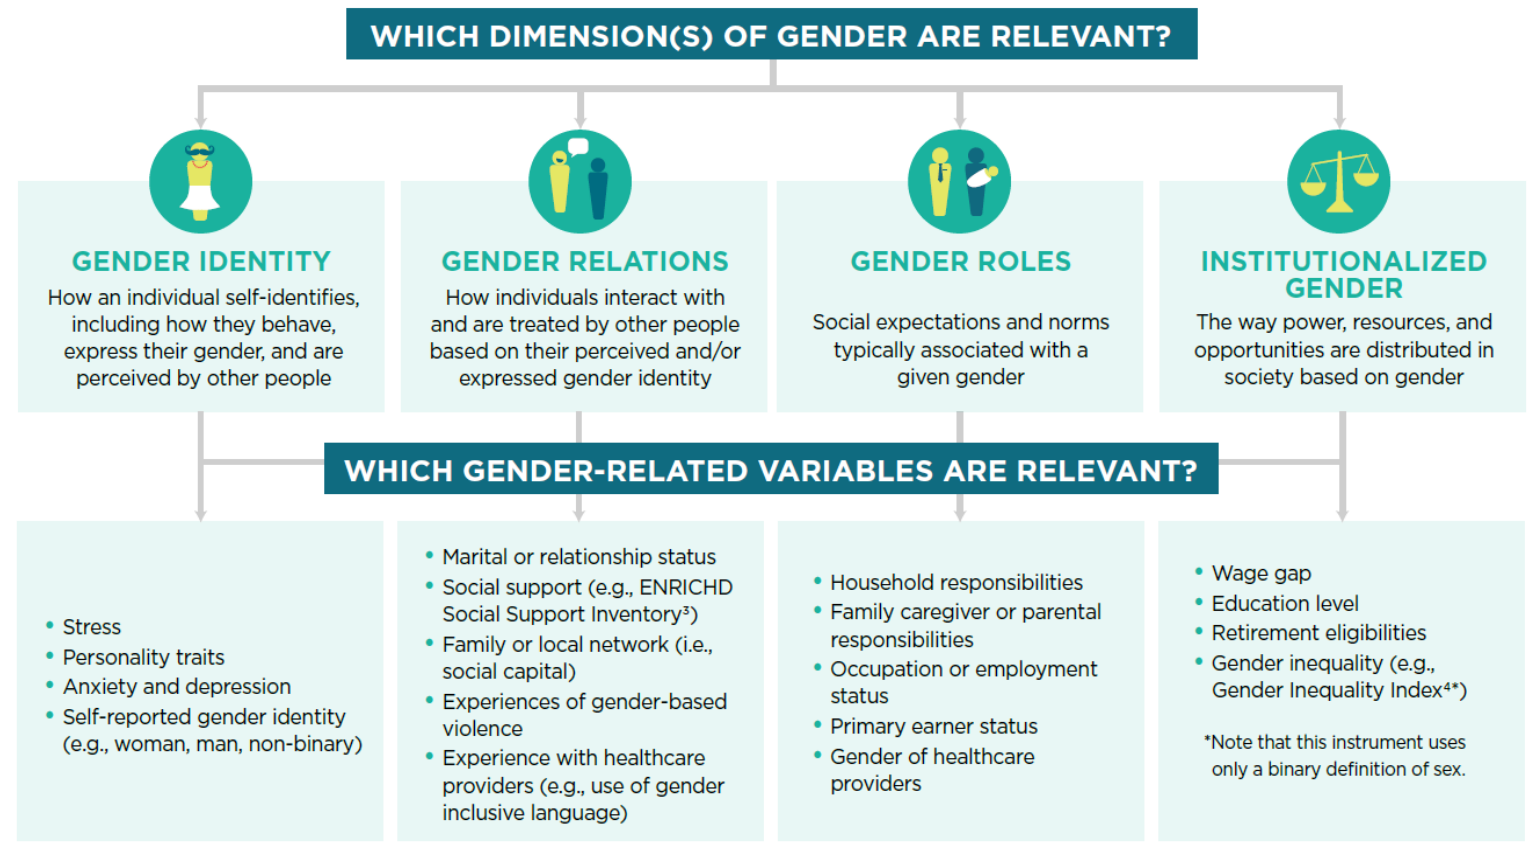 WHICH DIMENSION(S) OF GENDER ARE RELEVANT?
GENDER IDENTITY
How an individual self-identifies,
including how they behave,
express their gender, and are
perceived by other people
GENDER RELATIONS
How individuals interact with
and are treated by other people
based on their perceived and/or
expressed gender identity
GENDER ROLES
Social expectations and norms
typically associated with a
given gender
INSTITUTIONALIZED
GENDER
The way power, resources, and
opportunities are distributed in
society based on gender
WHICH GENDER-RELATED VARIABLES ARE RELEVANT?
• Stress
• Personality traits
• Anxiety and depression
• Self-reported gender identity
(e.g., woman, man, non-binary)
• Marital or relationship status
• Social support (e.g., ENRICHD
Social Support Inventory³)
• Family or local network (i.e.,
social capital)
• Experiences of gender-based
violence
• Experience with healthcare
providers (e.g., use of gender
inclusive language)
• Household responsibilities
• Family caregiver or parental
responsibilities
• Occupation or employment
status
• Primary earner status
• Gender of healthcare
providers
• Wage gap
• Education level
• Retirement eligibilities
• Gender inequality (e.g.,
Gender Inequality Index⁴*)
*Note that this instrument uses
only a binary definition of sex.